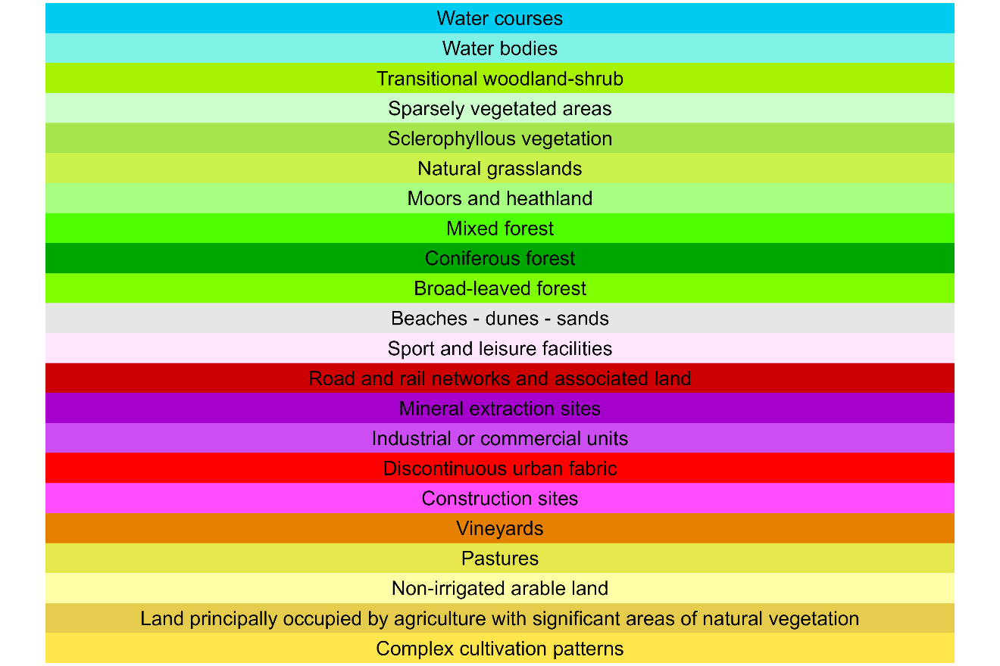 Water courses
Water bodies
Transitional woodland-shrub
Sparsely vegetated areas
Sclerophyllous vegetation
Natural grasslands
Moors and heathland
Mixed forest
Coniferous forest
Broad-leaved forest
Beaches - dunes - sands
Sport and leisure facilities
Road and rail networks and associated land
Mineral extraction sites
Industrial or commercial units
Discontinuous urban fabric
Construction sites
Vineyards
Pastures
Non-irrigated arable land
Land principally occupied by agriculture with significant areas of natural vegetation
Complex cultivation patterns